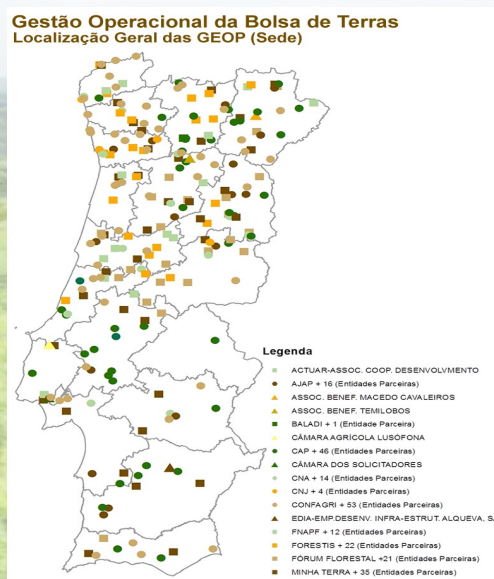 Gestão Operacional da Bolsa de Terras
Localização Geral das GEOP (Sede)
Legenda
ACTUAR-ASSOC. COOP. DESENVOLVMENTO
AJAP + 16 (Entidades Parceiras)
ASSOC. BENEF. MACEDO CAVALEIROS
ASSOC. BENEF. TEMILOBOS
BALADI + 1 (Entidade Parceira)
CÂMARA AGRÍCOLA LUSÓFONA
CAP + 46 (Entidades Parceiras)
CÂMARA DOS SOLICITADORES
CNA + 14 (Entidades Parceiras)
CNJ + 4 (Entidades Parceiras)
CONFAGRI + 53 (Entidades Parceiras)
EDIA-EMP.DESENV. INFRA-ESTRUT. ALQUEVA, S.
FNAPF + 12 (Entidades Parceiras)
FORESTIS + 22 (Entidades Parceiras)
FÓRUM FLORESTAL +21 (Entidades Parceiras)
MINHA TERRA + 35 (Entidades Parceiras)